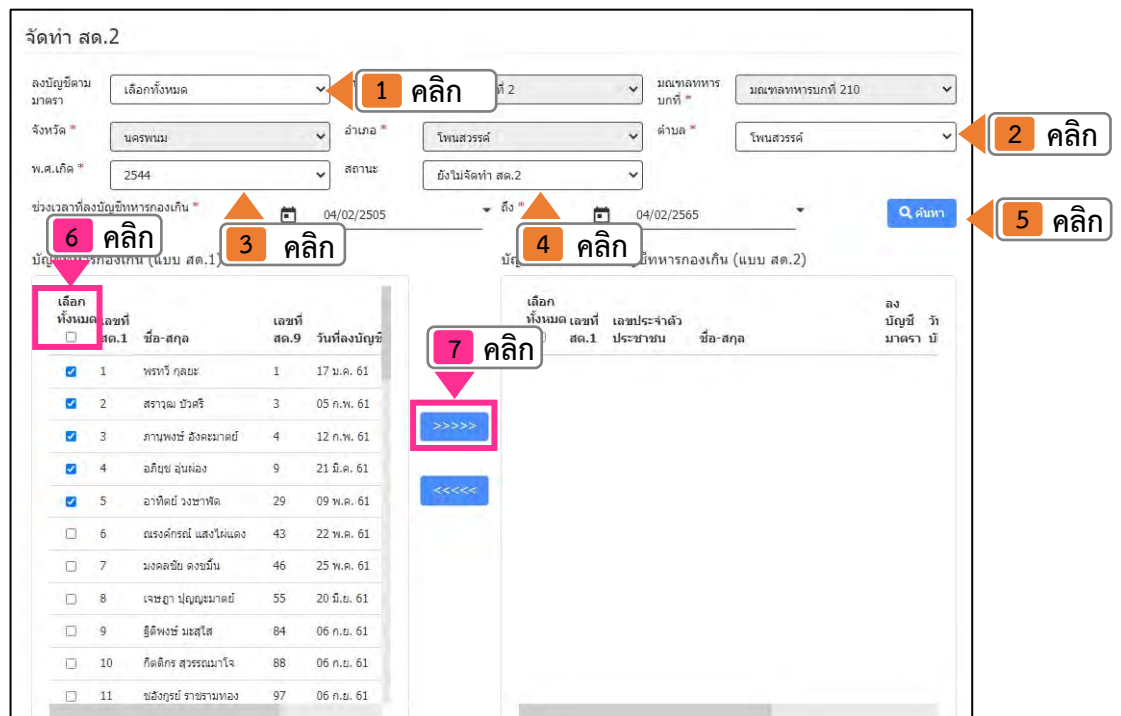 จัดทำ สด.2
ลงบัญชีตาม
มาตรา
เลือกทั้งหมด
1 คลิก
ที่ 2
มณฑลทหาร
บกที่ *
มณฑลทหารบกที่ 210
จังหวัด *
นครพนม
อำเภอ *
โพนสวรรค์
ตำบล *
โพนสวรรค์
2 คลิก
พ.ศ.เกิด *
2544
สถานะ
ยังไม่จัดทำ สด.2
ช่วงเวลาที่ลงบัญชีทหารกองเกิน *
04/02/2505
ถึง *
04/02/2565
ค้นหา
5 คลิก
6 คลิก
3 คลิก
4 คลิก
บัญชีทหารกองเกิน (แบบ สด.1)
บัญชีทหารกองเกิน (แบบ สด.2)
เลือก
ทั้งหมด เลขที่
สด.1 ชื่อ-สกุล เลขที่
สด.9 วันที่ลงบัญชี
1 พรทวี กุลยะ 1 17 ม.ค. 61
2 สราวุฒ บัวศรี 3 05 ก.พ. 61
3 ภานุพงษ์ อังคะมาตย์ 4 12 ก.พ. 61
4 อภิยุช อุ่นผ่อง 9 21 มี.ค. 61
5 อาทิตย์ วงษาพัด 29 09 พ.ค. 61
6 ณรงค์กรณ์ แสงไผ่แดง 43 22 พ.ค. 61
7 มงคลชัย ดงขมิ้น 46 25 พ.ค. 61
8 เจษฎา ปุญญะมาตย์ 55 20 มิ.ย. 61
9 ฐิติพงษ์ มะสุใส 84 06 ก.ย. 61
10 กิตติกร สุวรรณมาโจ 88 06 ก.ย. 61
11 ชลังกูรย์ ราชรามทอง 97 06 ก.ย. 61
7 คลิก
>>>>>
<<<<<
เลือก
ทั้งหมด เลขที่
สด.1 เลขประจำตัว
ประชาชน ชื่อ-สกุล ลง
บัญชี
มาตรา